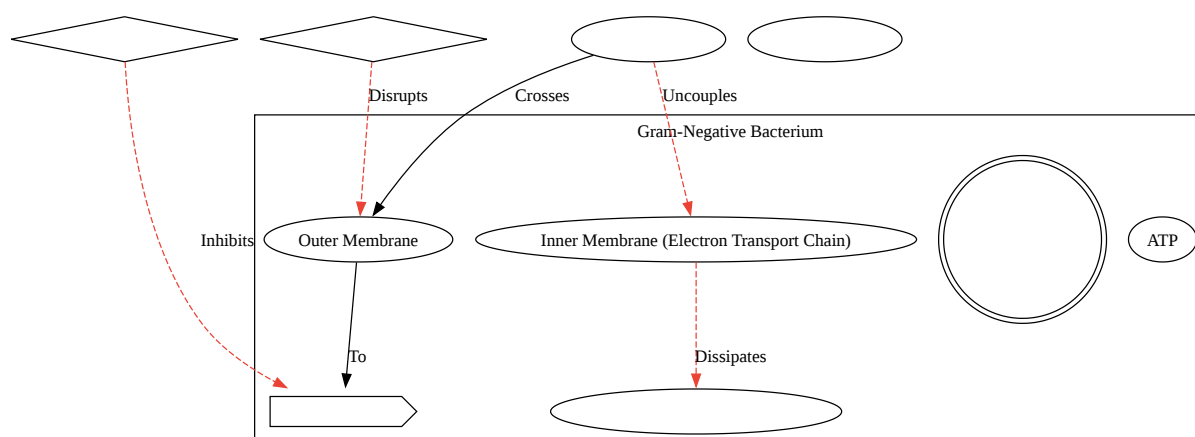 Disrupts
Crosses
Uncouples
Gram-Negative Bacterium
Inhibits
Outer Membrane
Inner Membrane (Electron Transport Chain)
ATP
To
Dissipates